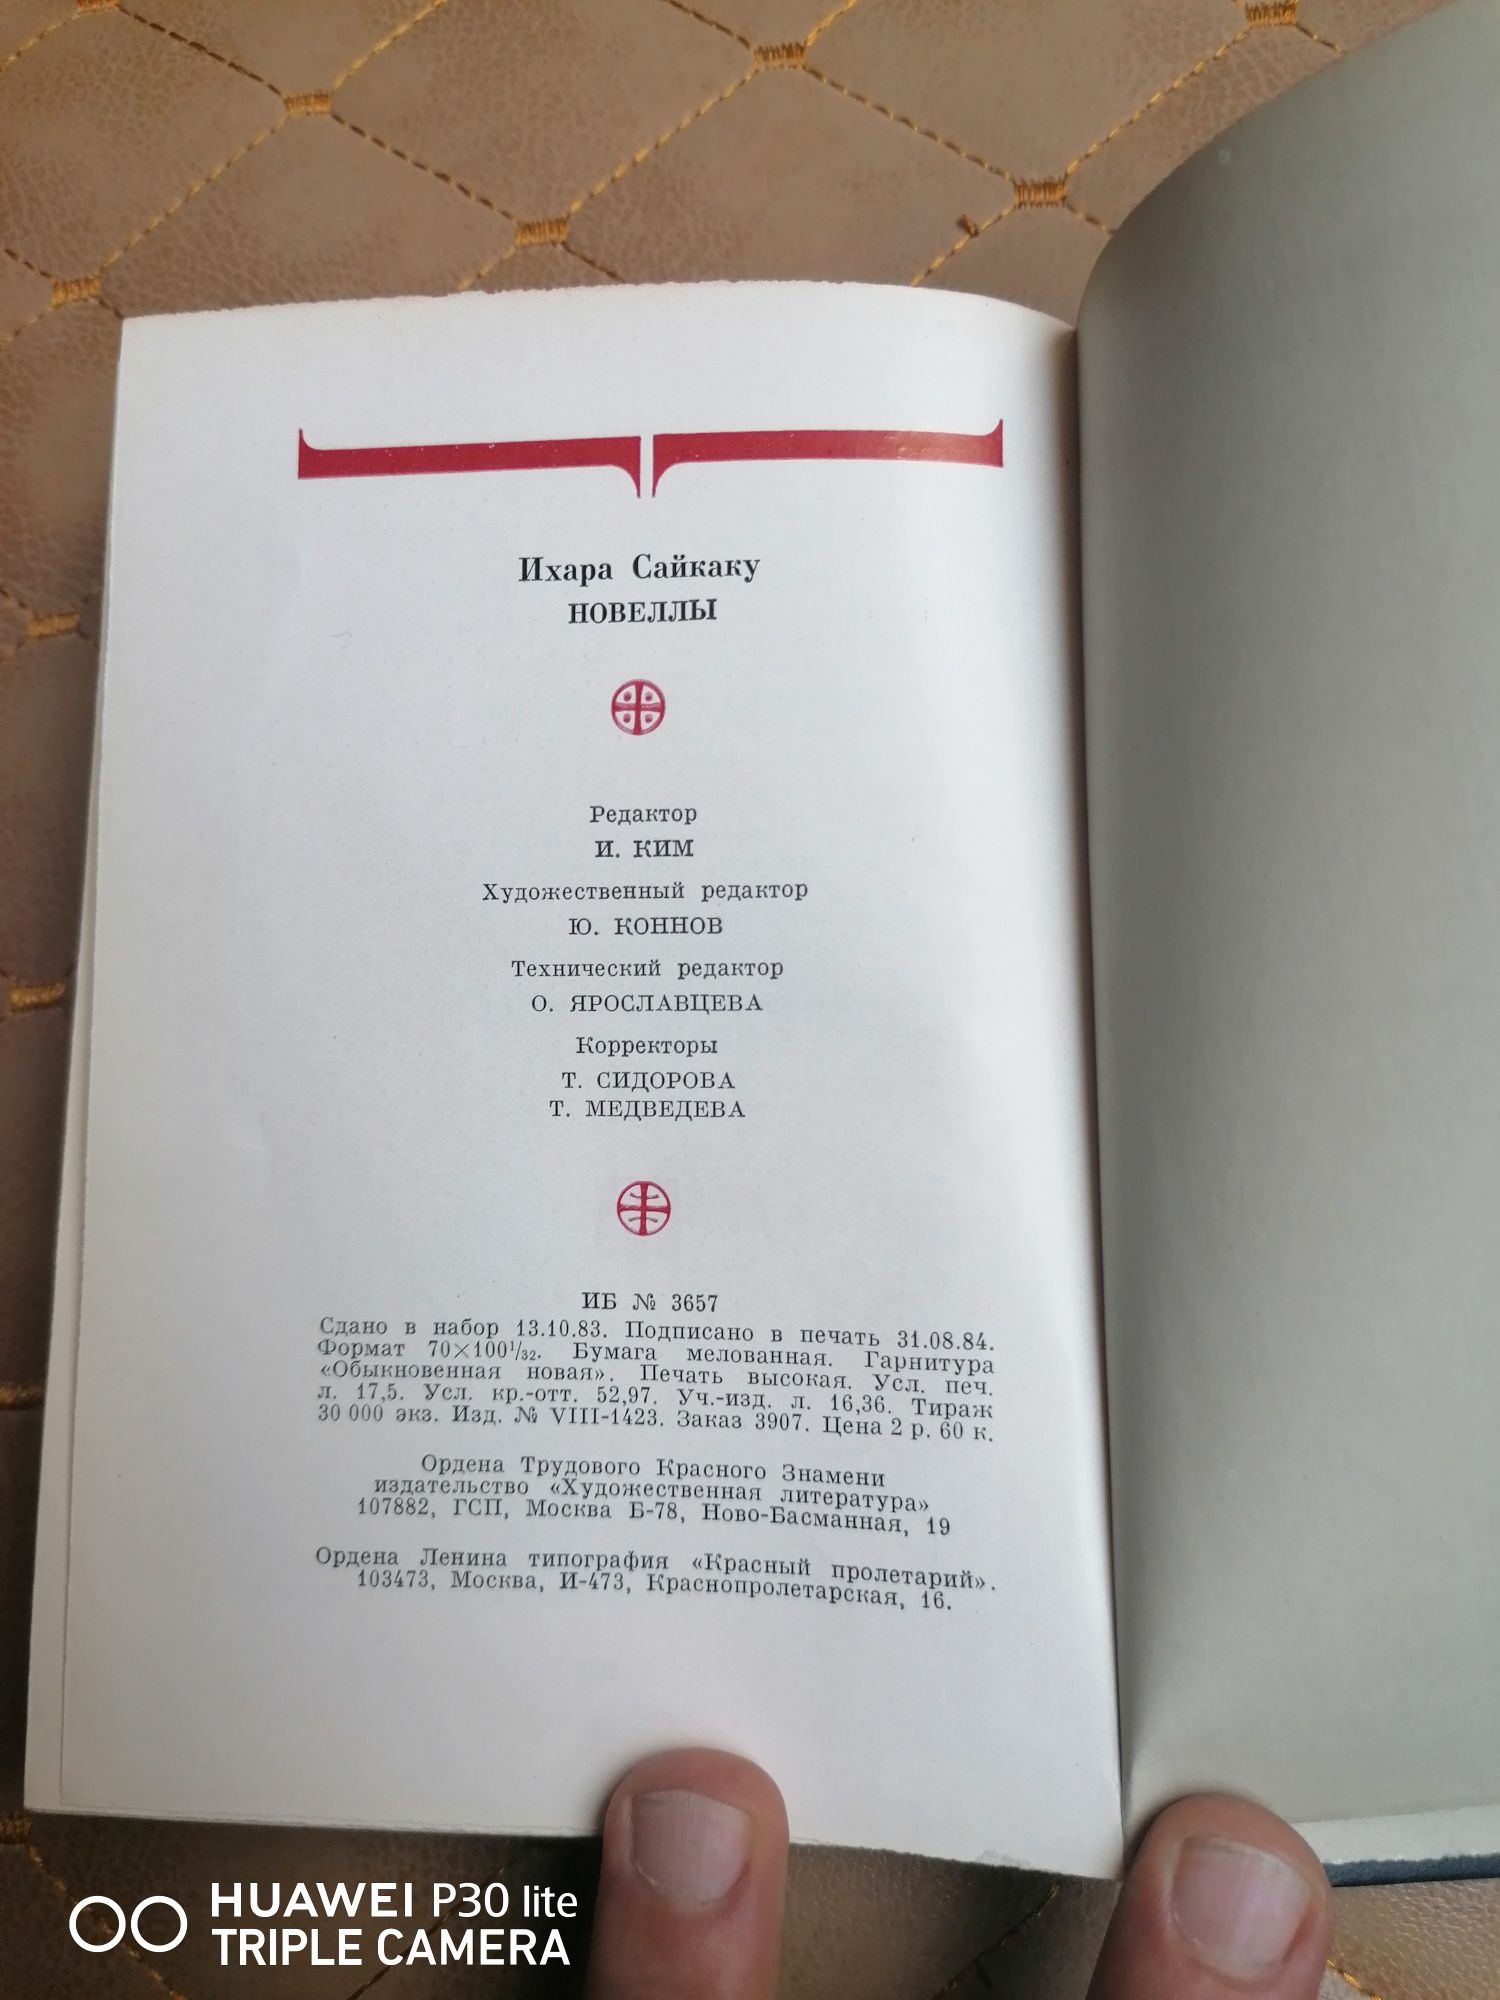 Ихара Сайкаку
НОВЕЛЛЫ
Редактор
И. КИМ
Художественный редактор
Ю. КОННОВ
Технический редактор
О. ЯРОСЛАВЦЕВА
Корректоры
Т. СИДОРОВА
Т. МЕДВЕДЕВА
ИБ № 3657
Сдано в набор 13.10.83. Подписано в печать 31.08.84.
Формат 70×100¹/₃₂. Бумага мелованная. Гарнитура
«Обыкновенная новая». Печать высокая. Усл. печ.
л. 17,5. Усл. кр.-отт. 52,97. Уч.-изд. л. 16,36. Тираж
30 000 экз. Изд. № VIII-1423. Заказ 3907. Цена 2 р. 60 к.
Ордена Трудового Красного Знамени
издательство «Художественная литература»
107882, ГСП, Москва Б-78, Ново-Басманная, 19
Ордена Ленина типография «Красный пролетарий».
103473, Москва, И-473, Краснопролетарская, 16.
HUAWEI P30 lite
TRIPLE CAMERA